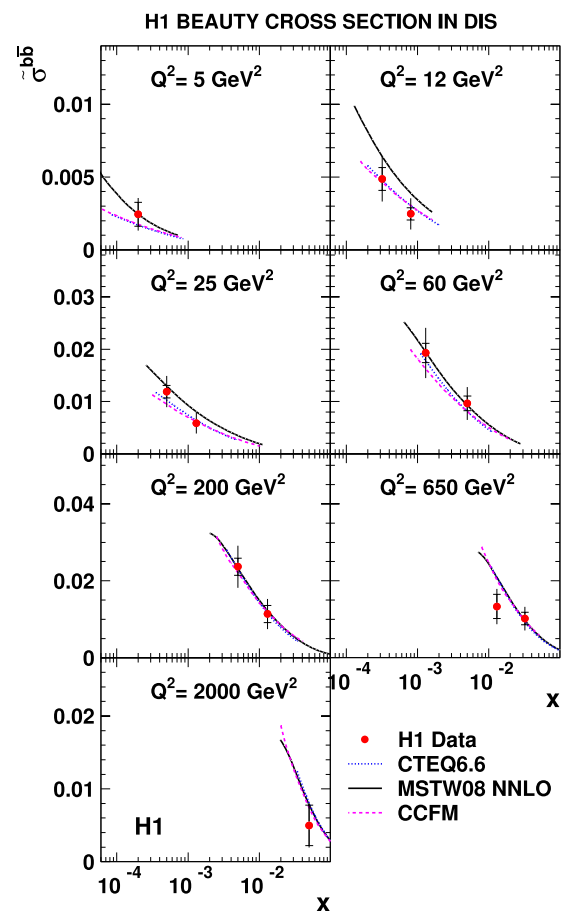 H1 BEAUTY CROSS SECTION IN DIS
σ̃^bb̄
Q²= 5 GeV²
Q²= 12 GeV²
0.01
0.005
0
Q²= 25 GeV²
Q²= 60 GeV²
0.03
0.02
0.01
0
Q²= 200 GeV²
Q²= 650 GeV²
0.04
0.02
0
10⁻⁴ 10⁻³ 10⁻²
x
Q²= 2000 GeV²
0.02
0.01
0
H1
H1 Data
CTEQ6.6
MSTW08 NNLO
CCFM
10⁻⁴ 10⁻³ 10⁻²
x